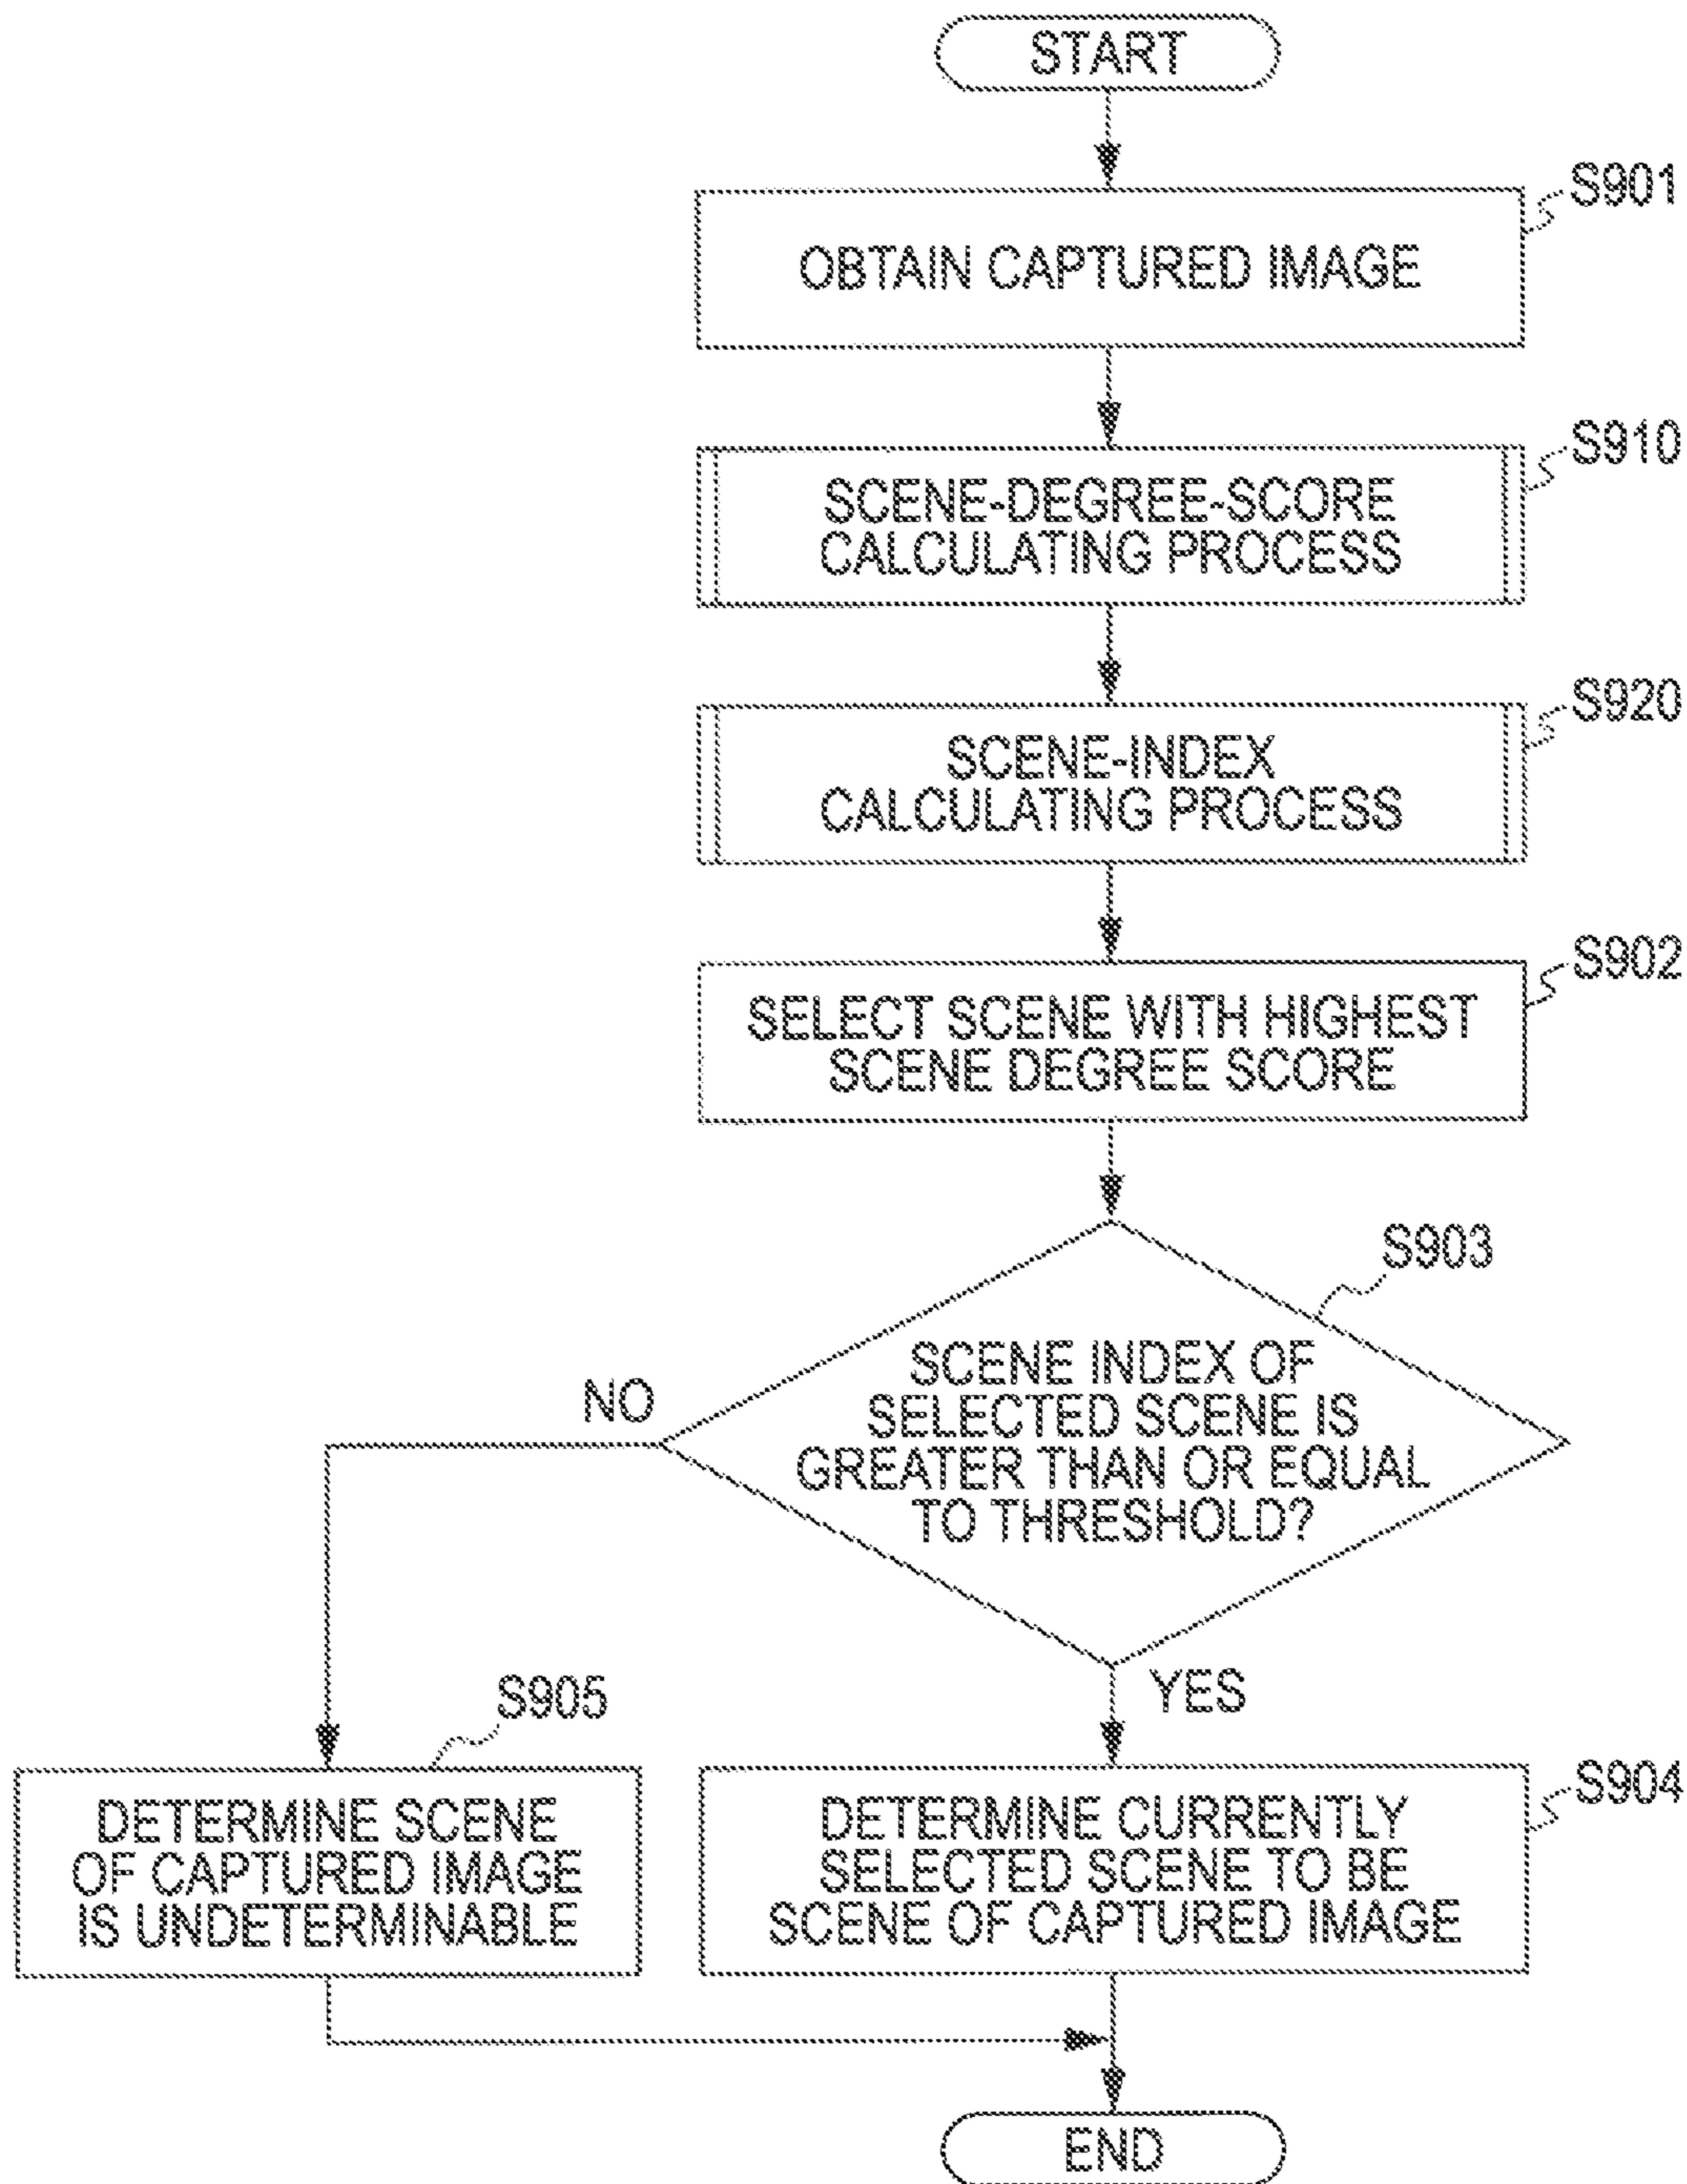 START
S901
OBTAIN CAPTURED IMAGE
S910
SCENE-DEGREE-SCORE
CALCULATING PROCESS
S920
SCENE-INDEX
CALCULATING PROCESS
S902
SELECT SCENE WITH HIGHEST
SCENE DEGREE SCORE
S903
SCENE INDEX OF
SELECTED SCENE IS
GREATER THAN OR EQUAL
TO THRESHOLD?
NO
YES
S905
DETERMINE SCENE
OF CAPTURED IMAGE
IS UNDETERMINABLE
S904
DETERMINE CURRENTLY
SELECTED SCENE TO BE
SCENE OF CAPTURED IMAGE
END